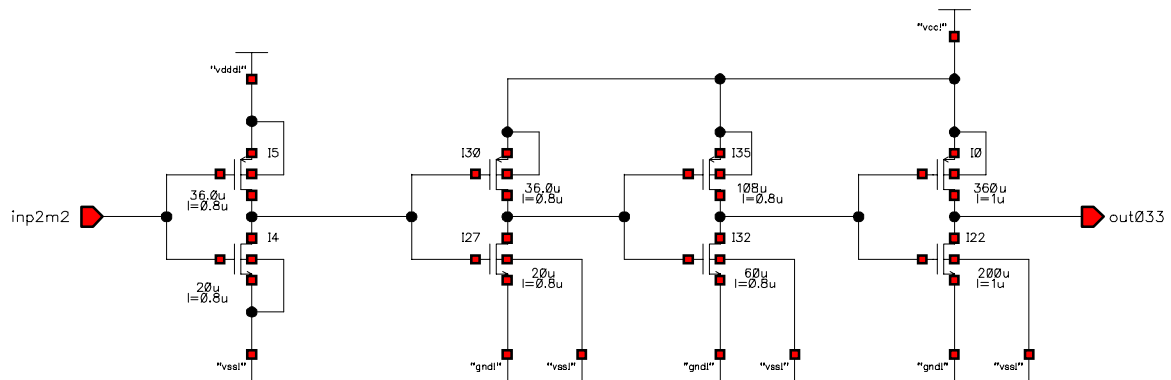 "vcc!"
"vddd!"
I5
I30
I35
I0
36.0u
l=0.8u
36.0u
l=0.8u
108u
l=0.8u
360u
l=1u
inp2m2
out033
I4
I27
I32
I22
20u
l=0.8u
20u
l=0.8u
60u
l=0.8u
200u
l=1u
"vss!"
"gnd!"
"vss!"
"gnd!"
"vss!"
"gnd!"
"vss!"